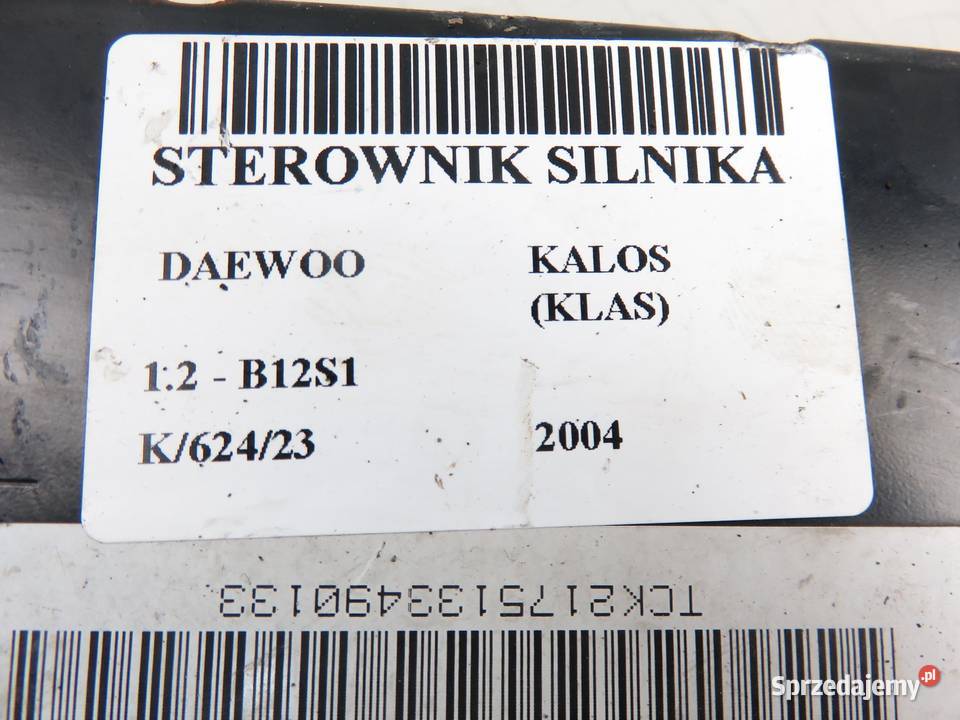 STEROWNIK SILNIKA
DAEWOO KALOS
(KLAS)
1.2 - B12S1
K/624/23 2004
TCK2175133490133
Sprzedajemy.pl